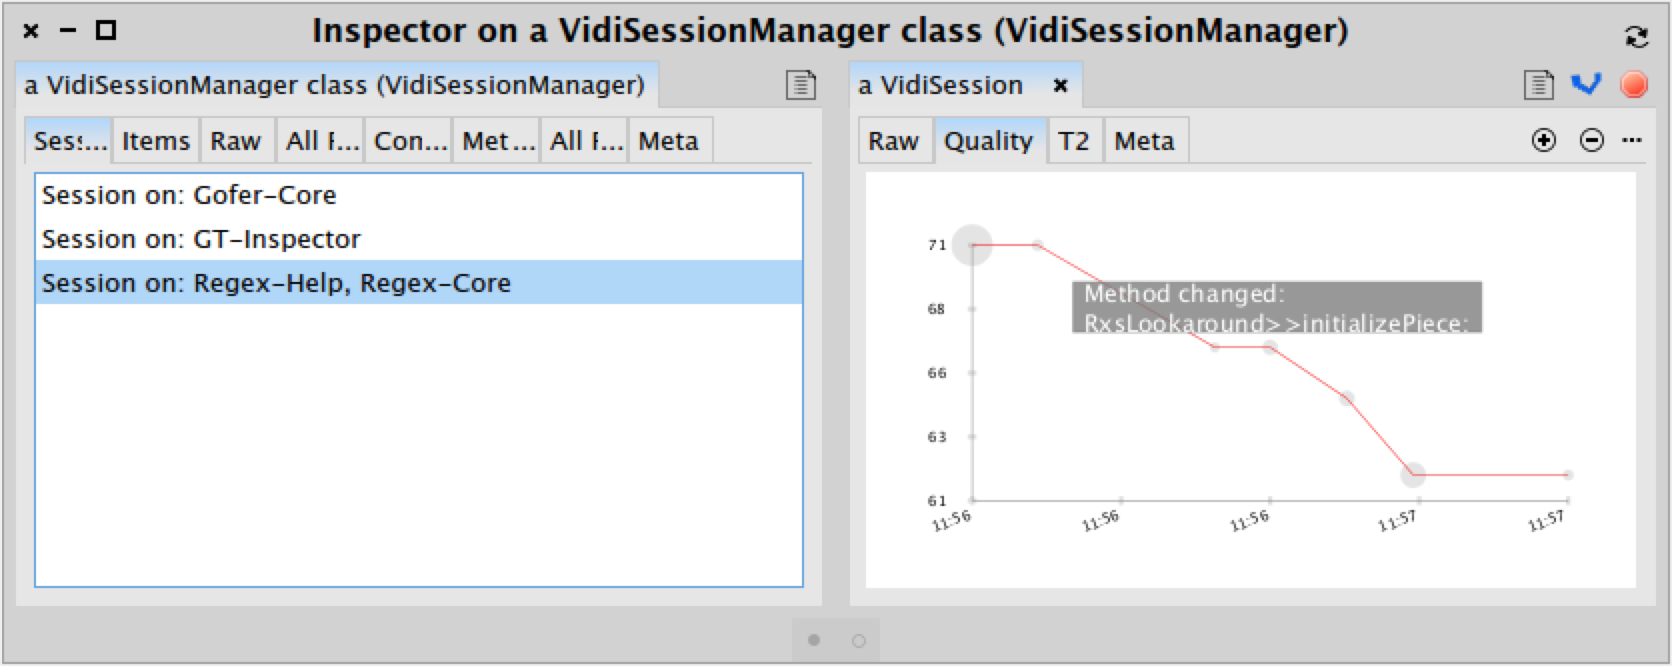 Inspector on a VidiSessionManager class (VidiSessionManager)
a VidiSessionManager class (VidiSessionManager)
Sess... Items Raw All F... Con... Met... All F... Meta
Session on: Gofer-Core
Session on: GT-Inspector
Session on: Regex-Help, Regex-Core
a VidiSession
Raw Quality T2 Meta
71
68
66
63
61
Method changed:
RxsLookaround>>initializePiece:
11:56 11:56 11:56 11:57 11:57